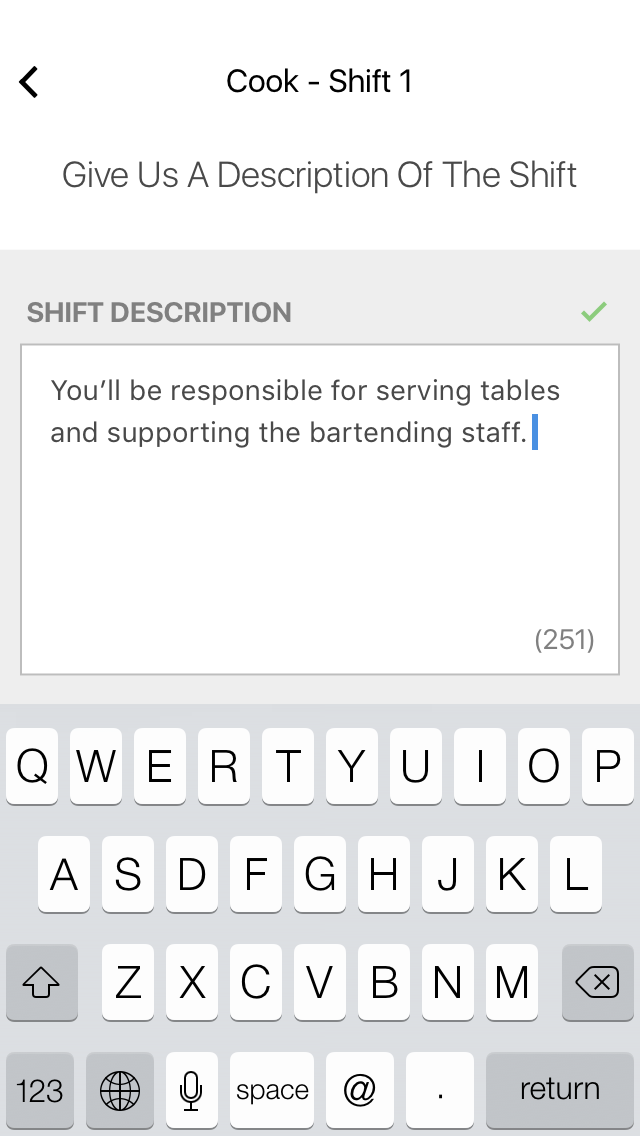 Cook - Shift 1
Give Us A Description Of The Shift
SHIFT DESCRIPTION
You’ll be responsible for serving tables
and supporting the bartending staff.
(251)
Q W E R T Y U I O P
A S D F G H J K L
Z X C V B N M
123 space @ . return